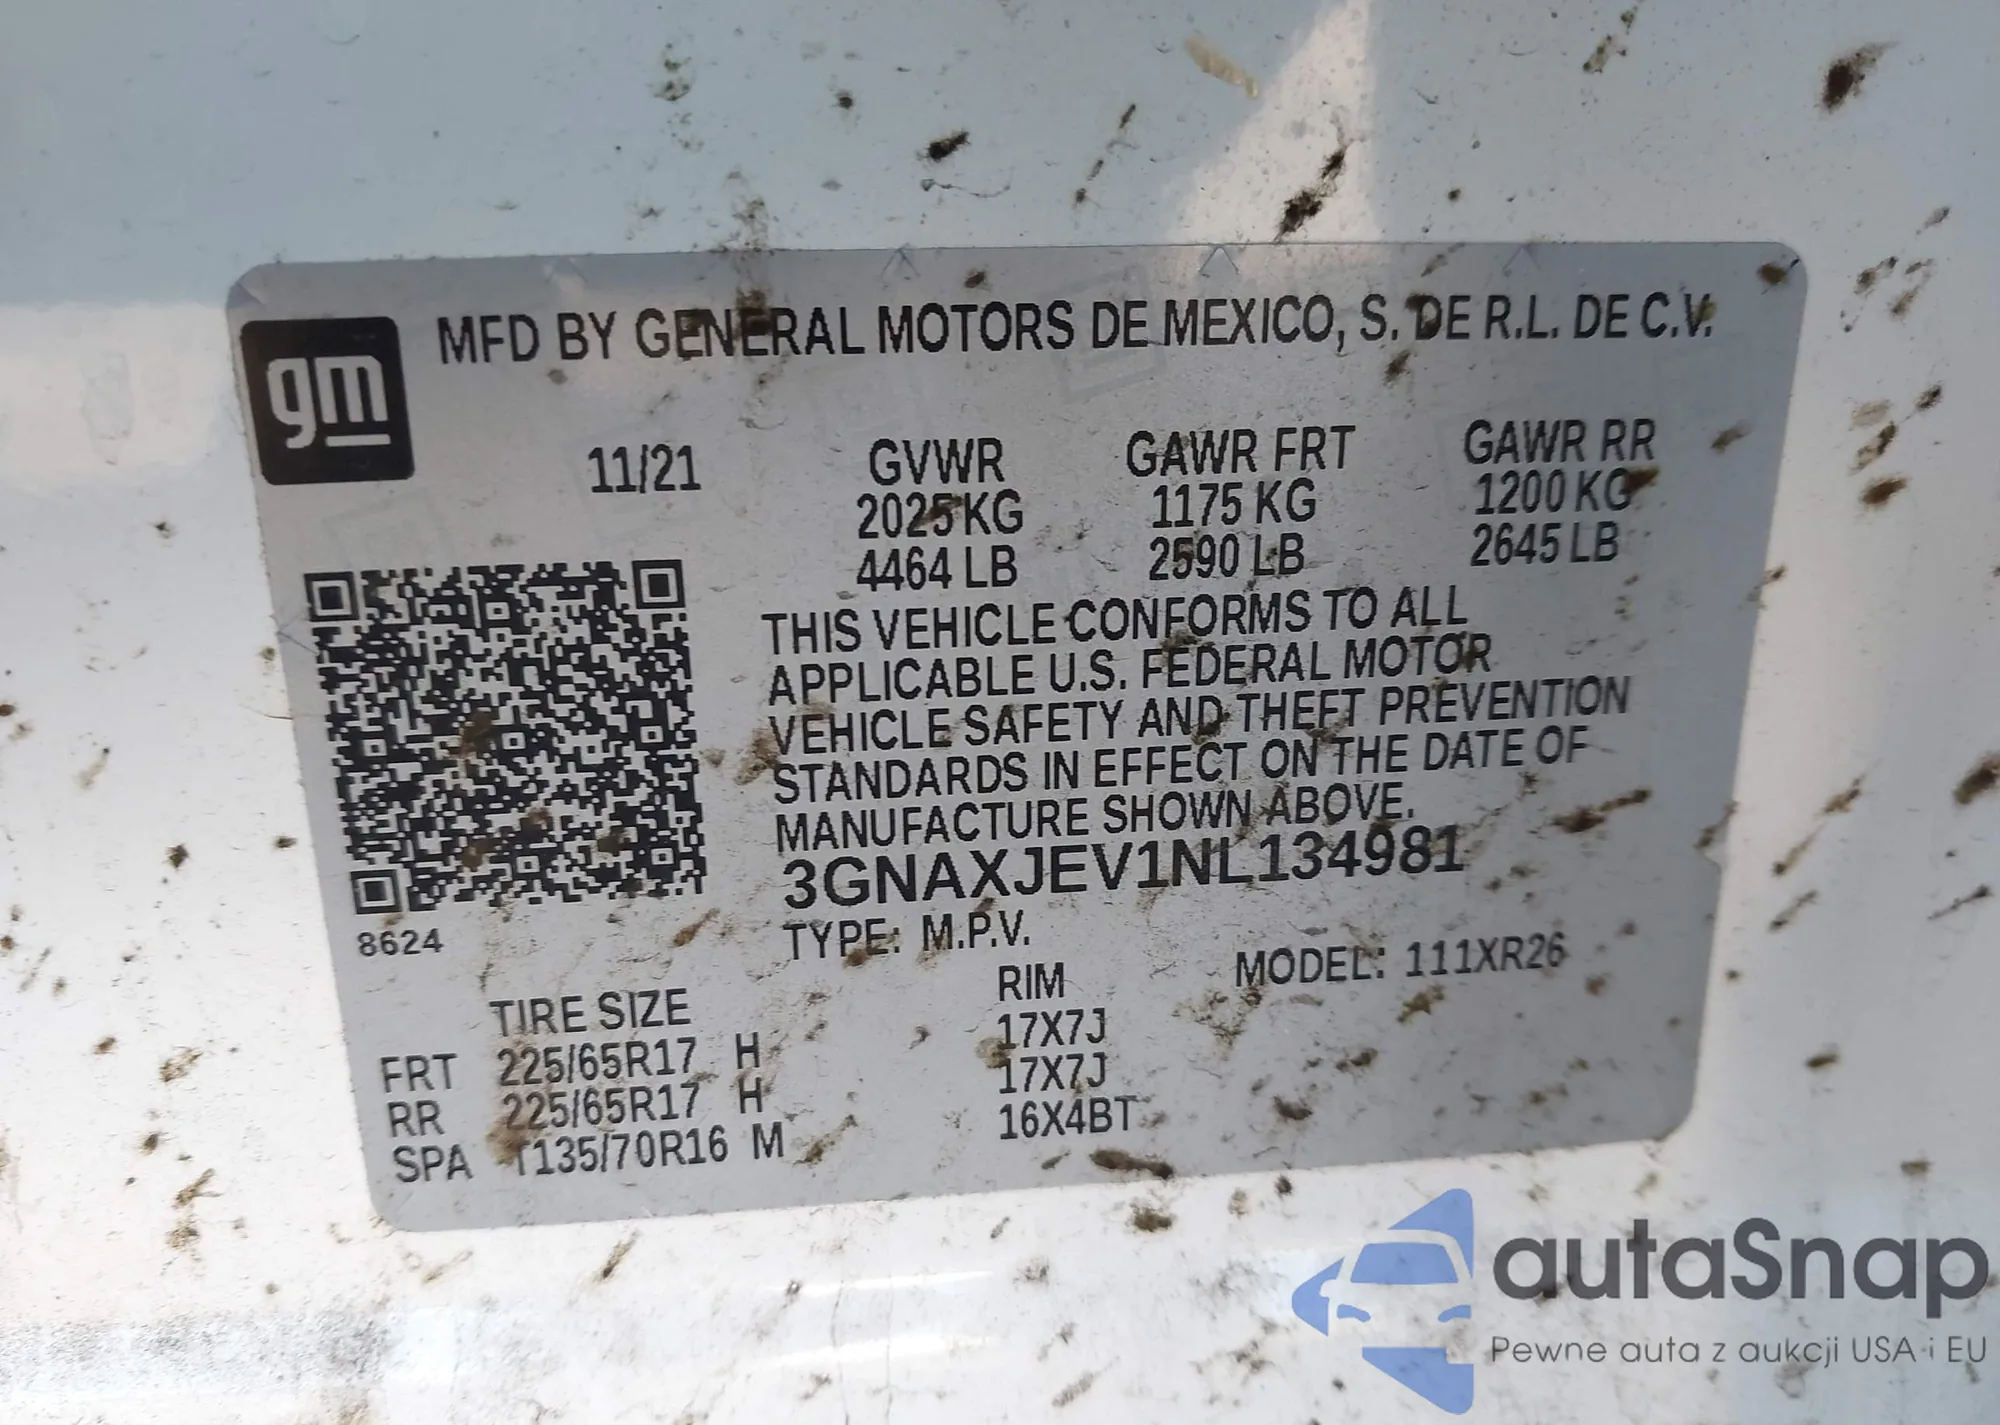 gm
MFD BY GENERAL MOTORS DE MEXICO, S. DE R.L. DE C.V.
11/21
GVWR GAWR FRT GAWR RR
2025 KG 1175 KG 1200 KG
4464 LB 2590 LB 2645 LB
THIS VEHICLE CONFORMS TO ALL
APPLICABLE U.S. FEDERAL MOTOR
VEHICLE SAFETY AND THEFT PREVENTION
STANDARDS IN EFFECT ON THE DATE OF
MANUFACTURE SHOWN ABOVE.
3GNAXJEV1NL134981
8624
TYPE: M.P.V.
MODEL: 111XR26
TIRE SIZE RIM
FRT 225/65R17 H 17X7J
RR 225/65R17 H 17X7J
SPA T135/70R16 M 16X4BT
autaSnap
Pewne auta z aukcji USA i EU